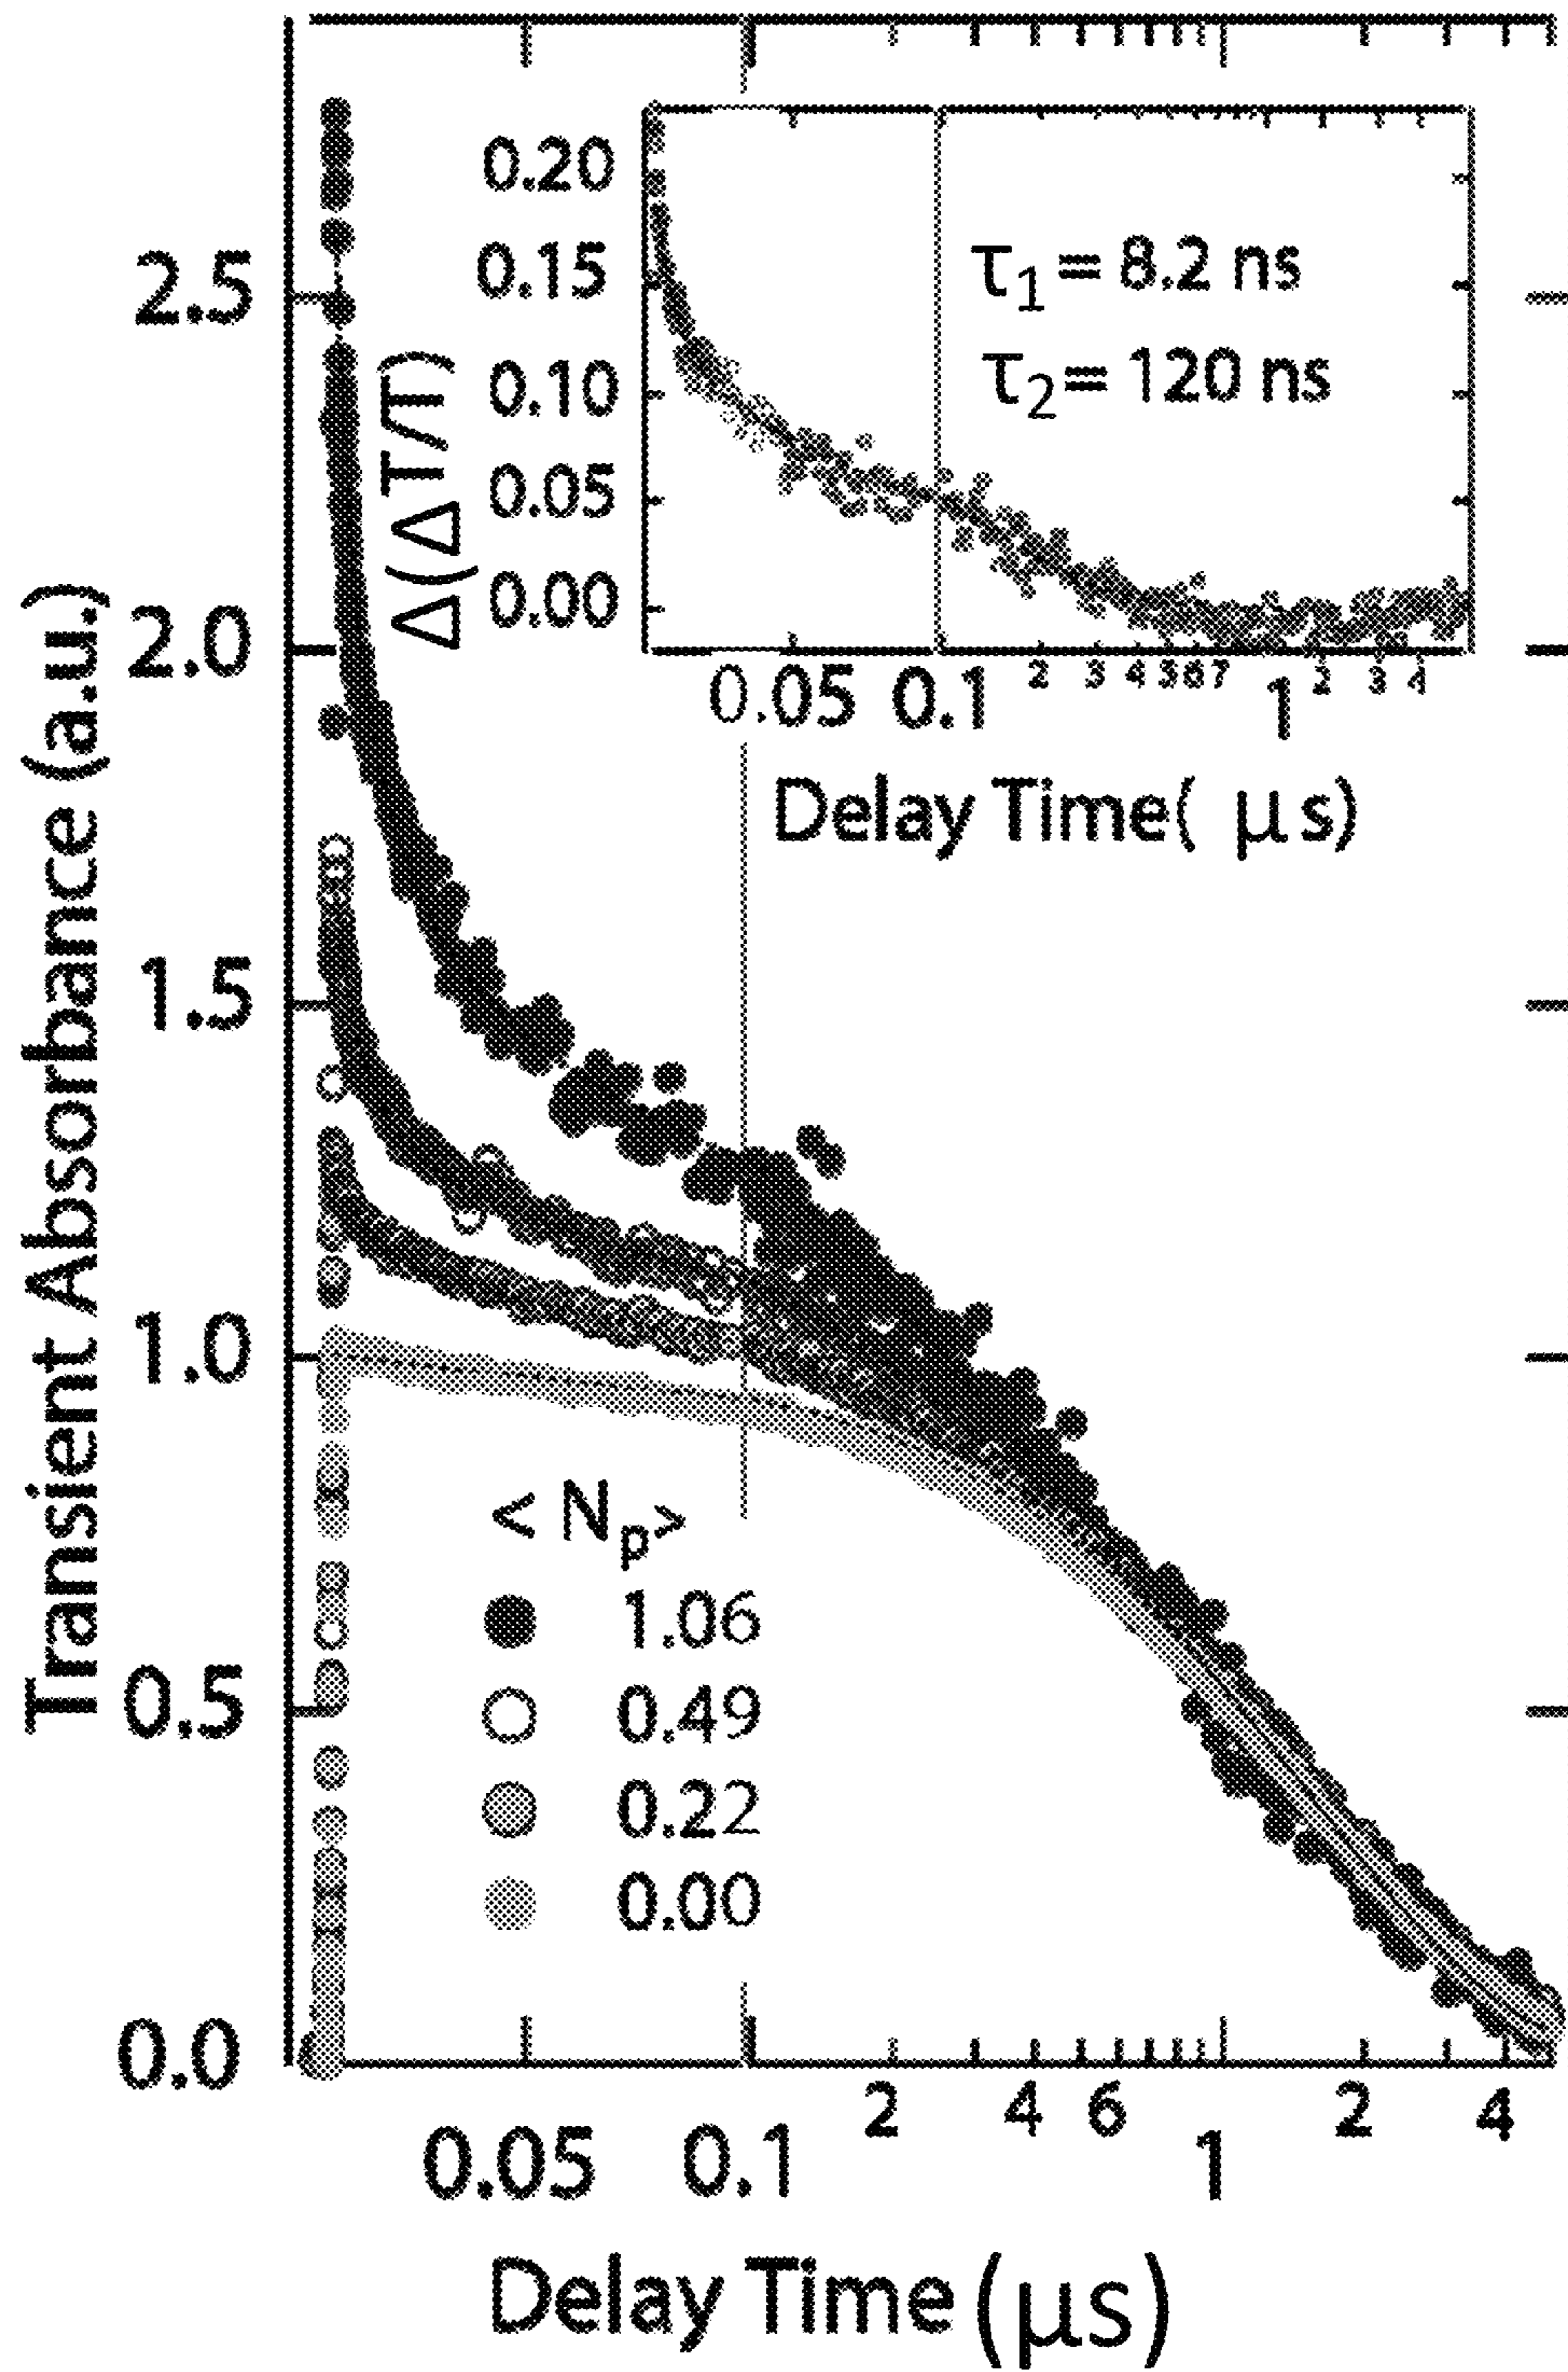 Transient Absorbance (a.u.)
2.5
2.0
1.5
1.0
0.5
0.0
Δ(ΔT/T)
0.20
0.15
0.10
0.05
0.00
τ1 = 8.2 ns
τ2 = 120 ns
0.05 0.1 2 3 4 5 6 7 1 2 3 4
Delay Time( μs)
< Np>
1.06
0.49
0.22
0.00
0.05 0.1 2 4 6 1 2 4
Delay Time (μs)